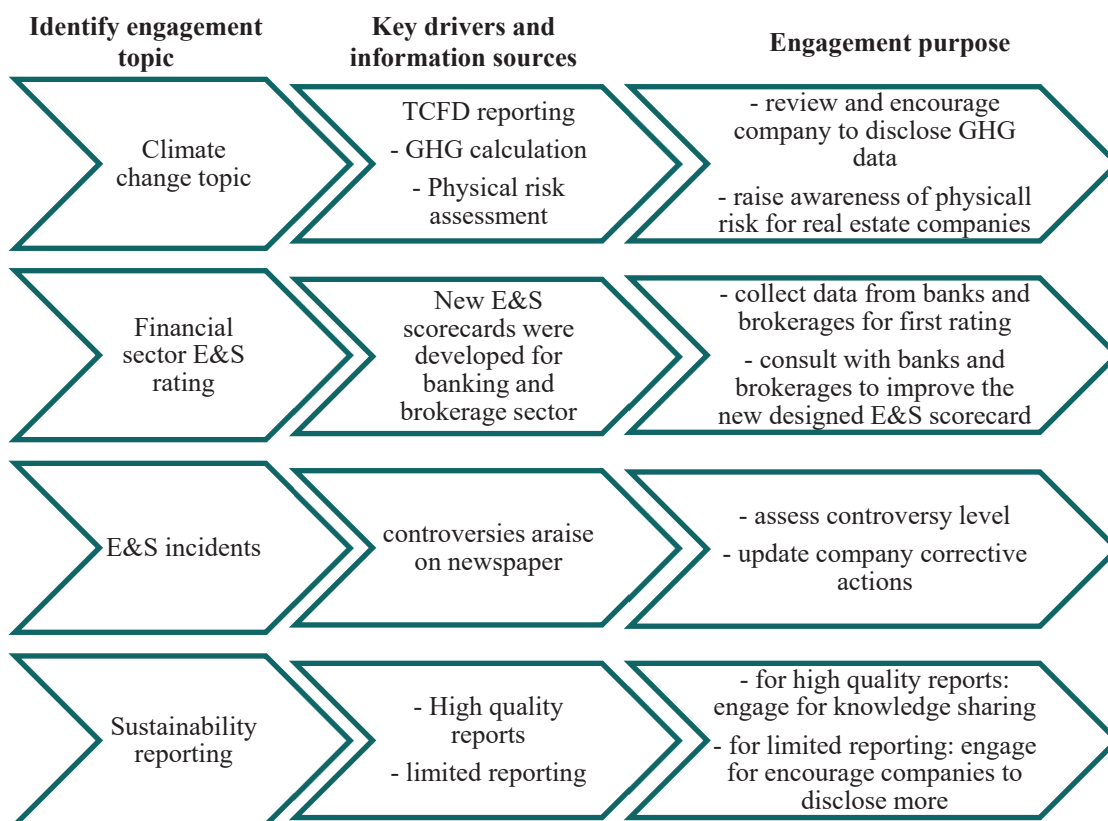 Identify engagement
topic
Key drivers and
information sources
Engagement purpose
Climate
change topic
TCFD reporting
- GHG calculation
- Physical risk
assessment
- review and encourage
company to disclose GHG
data
- raise awareness of physicall
risk for real estate companies
Financial
sector E&S
rating
New E&S
scorecards were
developed for
banking and
brokerage sector
- collect data from banks and
brokerages for first rating
- consult with banks and
brokerages to improve the
new designed E&S scorecard
E&S incidents
controversies araise
on newspaper
- assess controversy level
- update company corrective
actions
Sustainability
reporting
- High quality
reports
- limited reporting
- for high quality reports:
engage for knowledge sharing
- for limited reporting: engage
for encourage companies to
disclose more